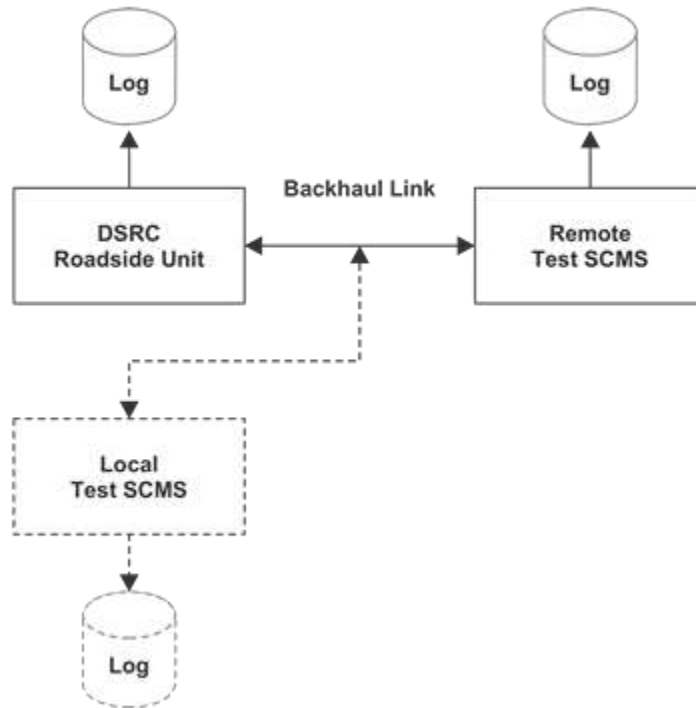 Log
Log
Backhaul Link
DSRC
Roadside Unit
Remote
Test SCMS
Local
Test SCMS
Log